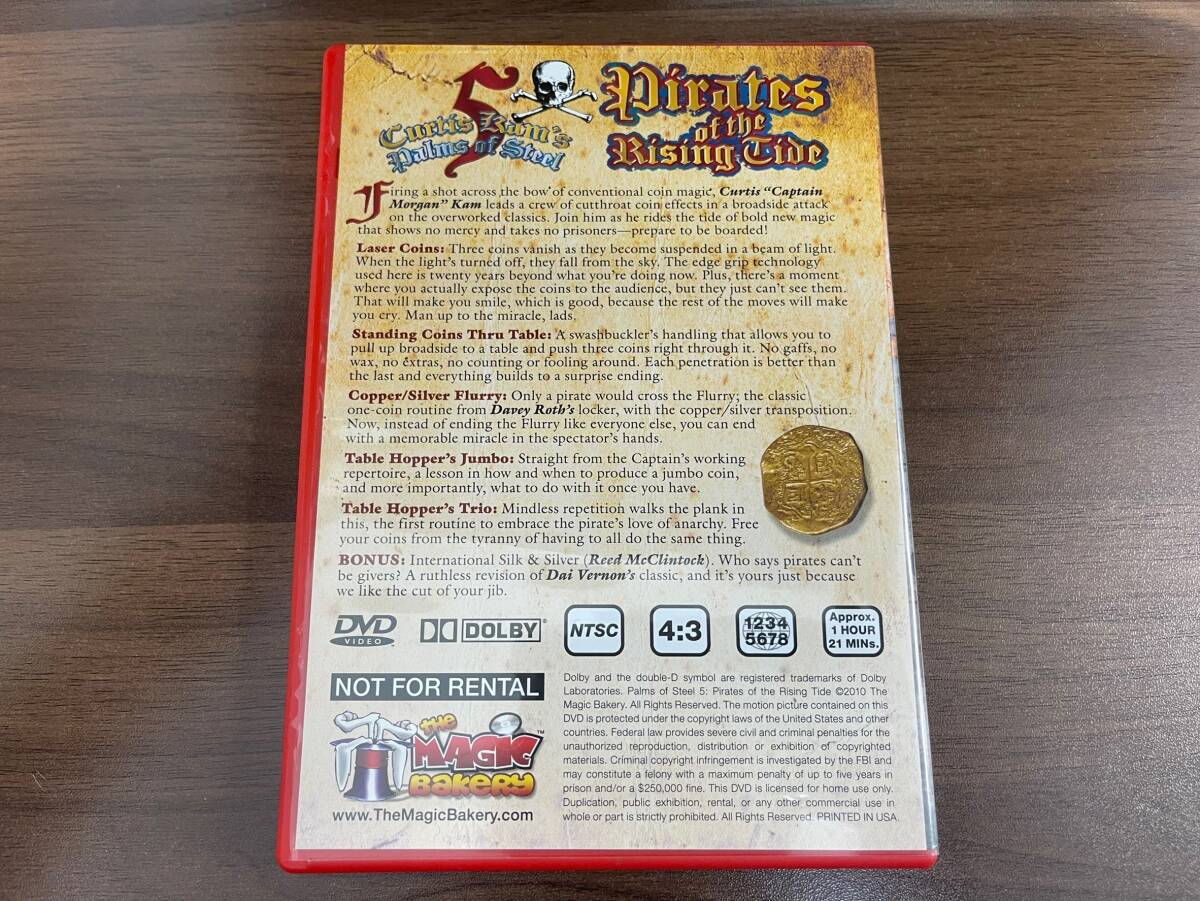 5
Curtis Kam's
Palms of Steel
Pirates
of the
Rising Tide
Firing a shot across the bow of conventional coin magic, Curtis “Captain
Morgan” Kam leads a crew of cutthroat coin effects in a broadside attack
on the overworked classics. Join him as he rides the tide of bold new magic
that shows no mercy and takes no prisoners—prepare to be boarded!
Laser Coins: Three coins vanish as they become suspended in a beam of light.
When the light's turned off, they fall from the sky. The edge grip technology
used here is twenty years beyond what you're doing now. Plus, there's a moment
where you actually expose the coins to the audience, but they just can't see them.
That will make you smile, which is good, because the rest of the moves will make
you cry. Man up to the miracle, lads.
Standing Coins Thru Table: A swashbuckler's handling that allows you to
pull up broadside to a table and push three coins right through it. No gaffs, no
wax, no extras, no counting or fooling around. Each penetration is better than
the last and everything builds to a surprise ending.
Copper/Silver Flurry: Only a pirate would cross the Flurry; the classic
one-coin routine from Davey Roth's locker, with the copper/silver transposition.
Now, instead of ending the Flurry like everyone else, you can end
with a memorable miracle in the spectator's hands.
Table Hopper's Jumbo: Straight from the Captain's working
repertoire, a lesson in how and when to produce a jumbo coin,
and more importantly, what to do with it once you have.
Table Hopper's Trio: Mindless repetition walks the plank in
this, the first routine to embrace the pirate's love of anarchy. Free
your coins from the tyranny of having to all do the same thing.
BONUS: International Silk & Silver (Reed McClintock). Who says pirates can't
be givers? A ruthless revision of Dai Vernon's classic, and it's yours just because
we like the cut of your jib.
DVD
VIDEO
DOLBY
NTSC
4:3
1234
5678
Approx.
1 HOUR
21 MINs.
NOT FOR RENTAL
the
MAGIC™
Bakery
www.TheMagicBakery.com
Dolby and the double-D symbol are registered trademarks of Dolby
Laboratories. Palms of Steel 5: Pirates of the Rising Tide ©2010 The
Magic Bakery. All Rights Reserved. The motion picture contained on this
DVD is protected under the copyright laws of the United States and other
countries. Federal law provides severe civil and criminal penalties for the
unauthorized reproduction, distribution or exhibition of copyrighted
materials. Criminal copyright infringement is investigated by the FBI and
may constitute a felony with a maximum penalty of up to five years in
prison and/or a $250,000 fine. This DVD is licensed for home use only.
Duplication, public exhibition, rental, or any other commercial use in
whole or part is strictly prohibited. All Rights Reserved. PRINTED IN USA.